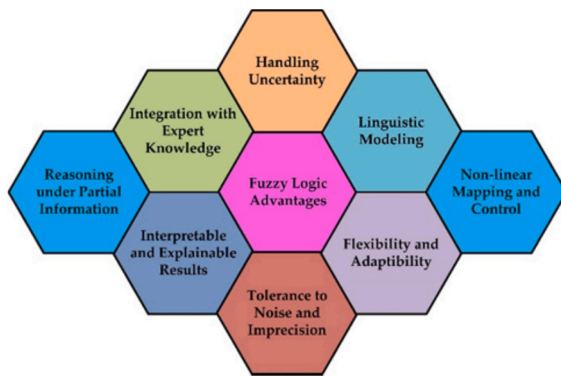 Handling
Uncertainty
Integration with
Expert
Knowledge
Linguistic
Modeling
Reasoning
under Partial
Information
Fuzzy Logic
Advantages
Non-linear
Mapping and
Control
Interpretable
and Explainable
Results
Flexibility and
Adaptibility
Tolerance to
Noise and
Imprecision